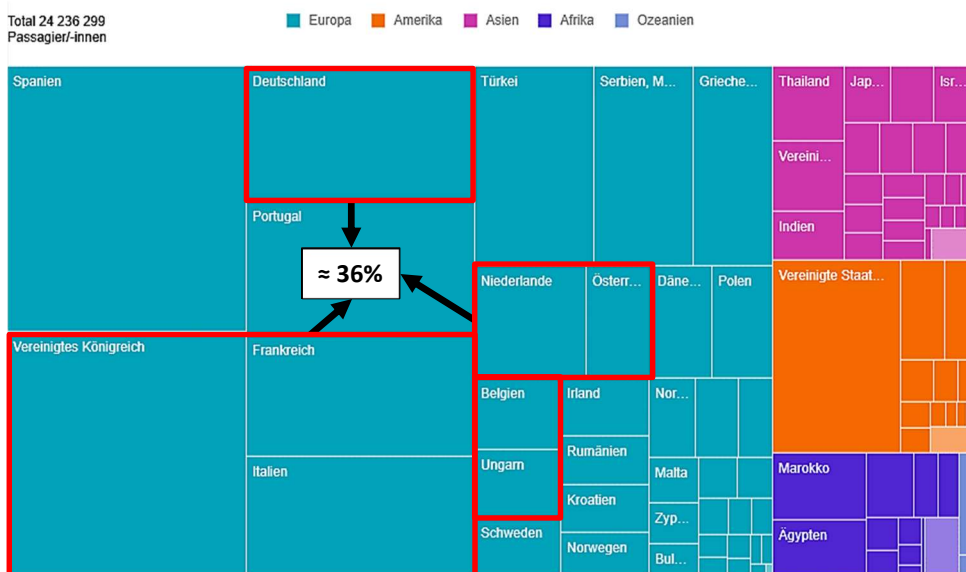 Total 24 236 299
Passagier/-innen
Europa
Amerika
Asien
Afrika
Ozeanien
Spanien
Deutschland
Türkei
Serbien, M...
Grieche...
Thailand
Jap...
Isr...
Vereini...
Portugal
Indien
≈ 36%
Niederlande
Österr...
Däne...
Polen
Vereinigte Staat...
Vereinigtes Königreich
Frankreich
Belgien
Irland
Nor...
Rumänien
Italien
Ungarn
Malta
Marokko
Kroatien
Zyp...
Schweden
Norwegen
Bul...
Ägypten